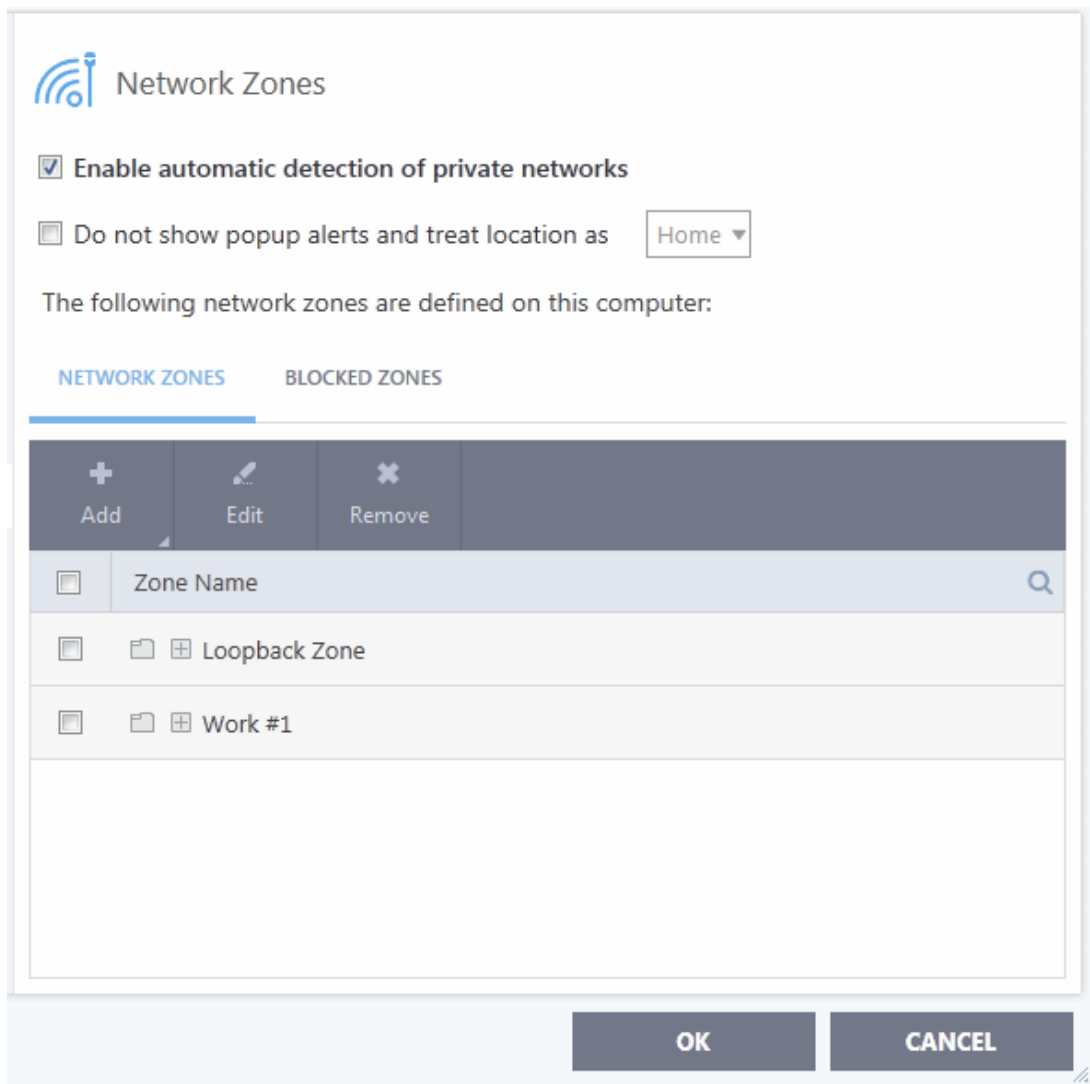 Network Zones
Enable automatic detection of private networks
Do not show popup alerts and treat location as Home
The following network zones are defined on this computer:
NETWORK ZONES BLOCKED ZONES
Add Edit Remove
Zone Name
Loopback Zone
Work #1
OK CANCEL